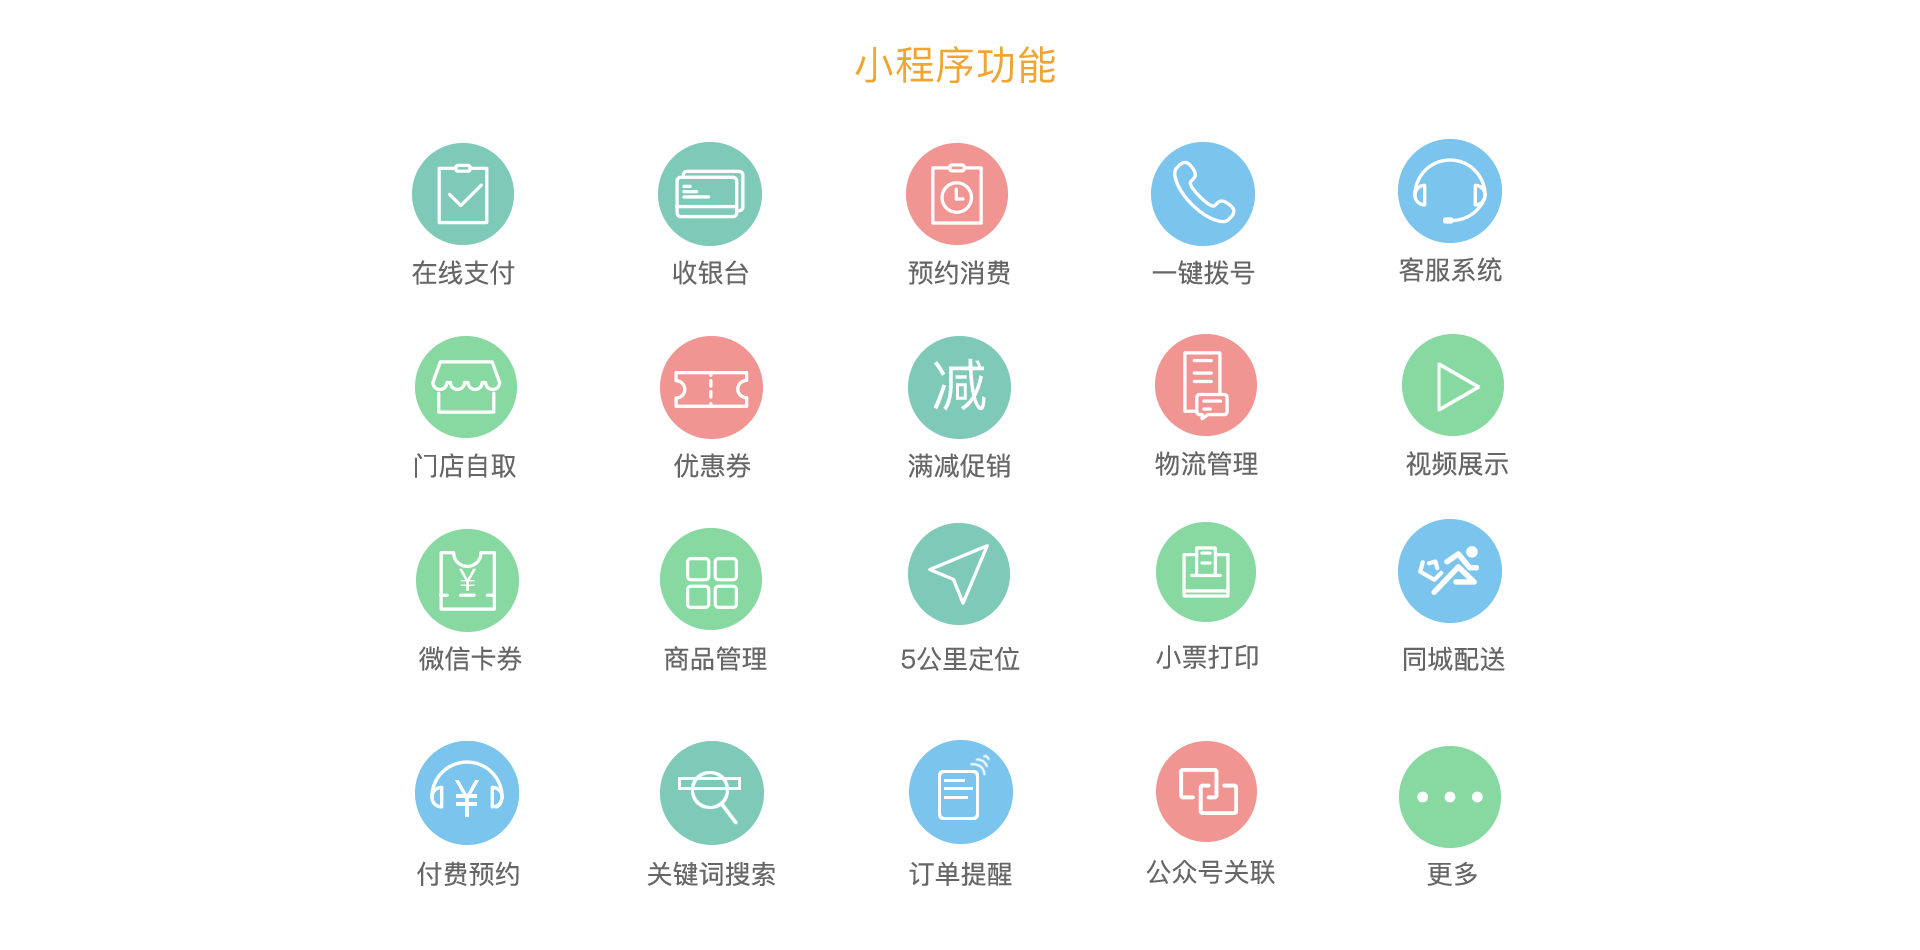 小程序功能
在线支付
收银台
预约消费
一键拨号
客服系统
减
门店自取
优惠券
满减促销
物流管理
视频展示
¥
微信卡券
商品管理
5公里定位
小票打印
同城配送
¥
付费预约
关键词搜索
订单提醒
公众号关联
更多